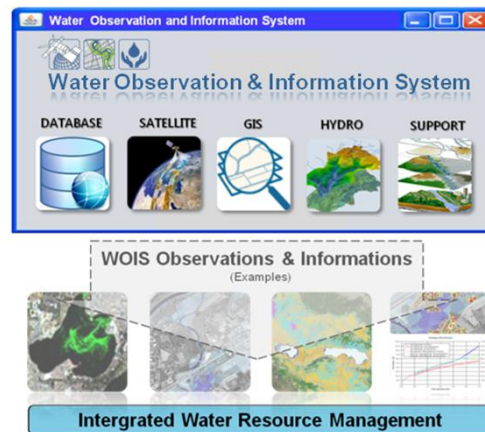 Water Observation and Information System
Water Observation & Information System
DATABASE SATELLITE GIS HYDRO SUPPORT
WOIS Observations & Informations
(Examples)
Intergrated Water Resource Management